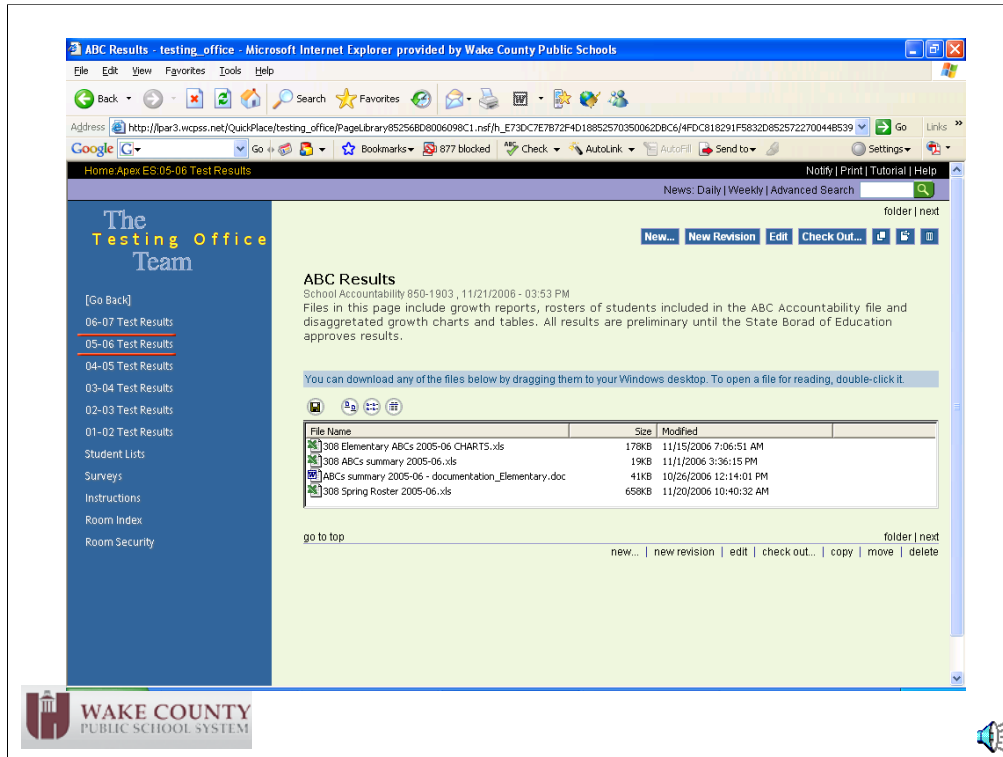 ABC Results - testing_office - Microsoft Internet Explorer provided by Wake County Public Schools
File Edit View Favorites Tools Help
Back Search Favorites
Address http://lpar3.wcpss.net/QuickPlace/testing_office/PageLibrary85256BD8006098C1.nsf/h_E73DC7E7B72F4D18852570350062DBC6/4FDC818291F5832D852572270044B539 Go Links »
Google G Go Bookmarks 877 blocked ABC Check AutoLink AutoFill Send to Settings
Home:Apex ES:05-06 Test Results Notify | Print | Tutorial | Help
News: Daily | Weekly | Advanced Search
The
Testing Office
Team
[Go Back]
06-07 Test Results
05-06 Test Results
04-05 Test Results
03-04 Test Results
02-03 Test Results
01-02 Test Results
Student Lists
Surveys
Instructions
Room Index
Room Security
folder | next
New... New Revision Edit Check Out...
ABC Results
School Accountability 850-1903 , 11/21/2006 - 03:53 PM
Files in this page include growth reports, rosters of students included in the ABC Accountability file and
disaggretated growth charts and tables. All results are preliminary until the State Borad of Education
approves results.
You can download any of the files below by dragging them to your Windows desktop. To open a file for reading, double-click it.
File Name Size Modified
308 Elementary ABCs 2005-06 CHARTS.xls 178KB 11/15/2006 7:06:51 AM
308 ABCs summary 2005-06.xls 19KB 11/1/2006 3:36:15 PM
ABCs summary 2005-06 - documentation_Elementary.doc 41KB 10/26/2006 12:14:01 PM
308 Spring Roster 2005-06.xls 658KB 11/20/2006 10:40:32 AM
go to top folder | next
new... | new revision | edit | check out... | copy | move | delete
WAKE COUNTY
PUBLIC SCHOOL SYSTEM